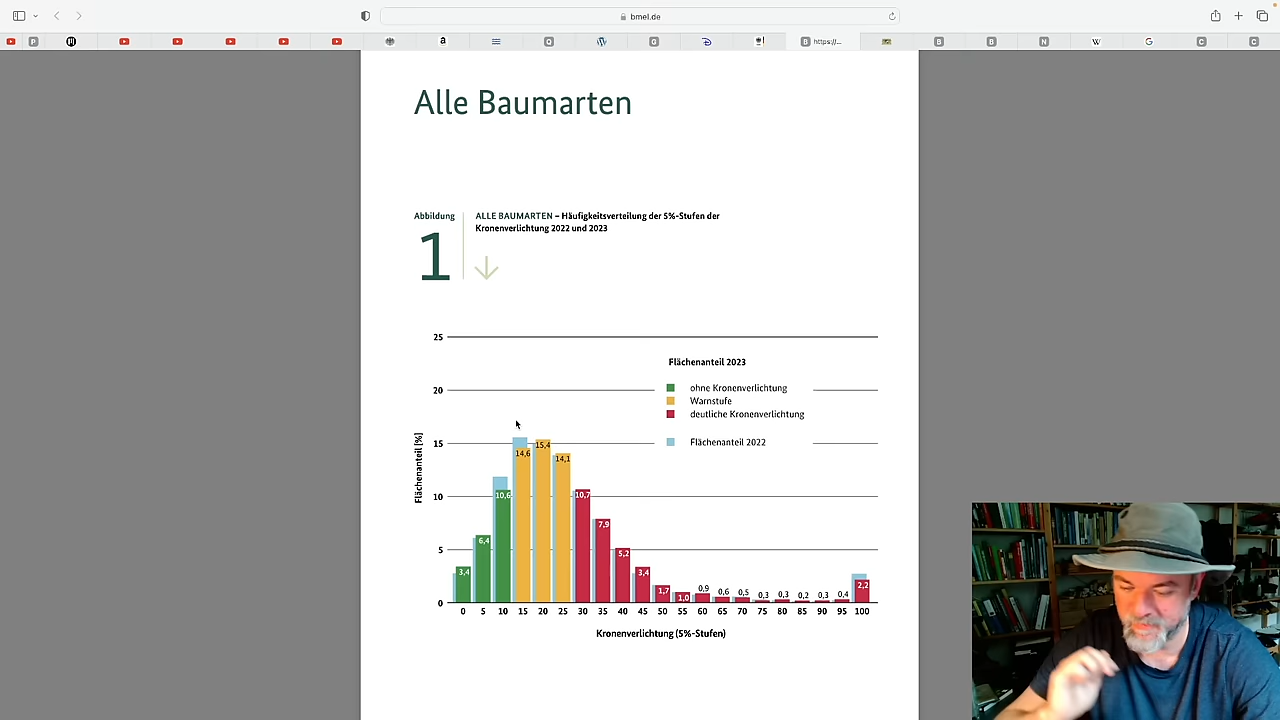 bmel.de
https://...
Alle Baumarten
Abbildung
1
ALLE BAUMARTEN – Häufigkeitsverteilung der 5%-Stufen der
Kronenverlichtung 2022 und 2023
25
20
15
10
5
0
Flächenanteil [%]
Flächenanteil 2023
ohne Kronenverlichtung
Warnstufe
deutliche Kronenverlichtung
Flächenanteil 2022
3,4
6,4
10,6
14,6
15,4
14,1
10,7
7,9
5,2
3,4
1,7
1,0
0,9
0,6
0,5
0,3
0,3
0,2
0,3
0,4
2,2
0 5 10 15 20 25 30 35 40 45 50 55 60 65 70 75 80 85 90 95 100
Kronenverlichtung (5%-Stufen)